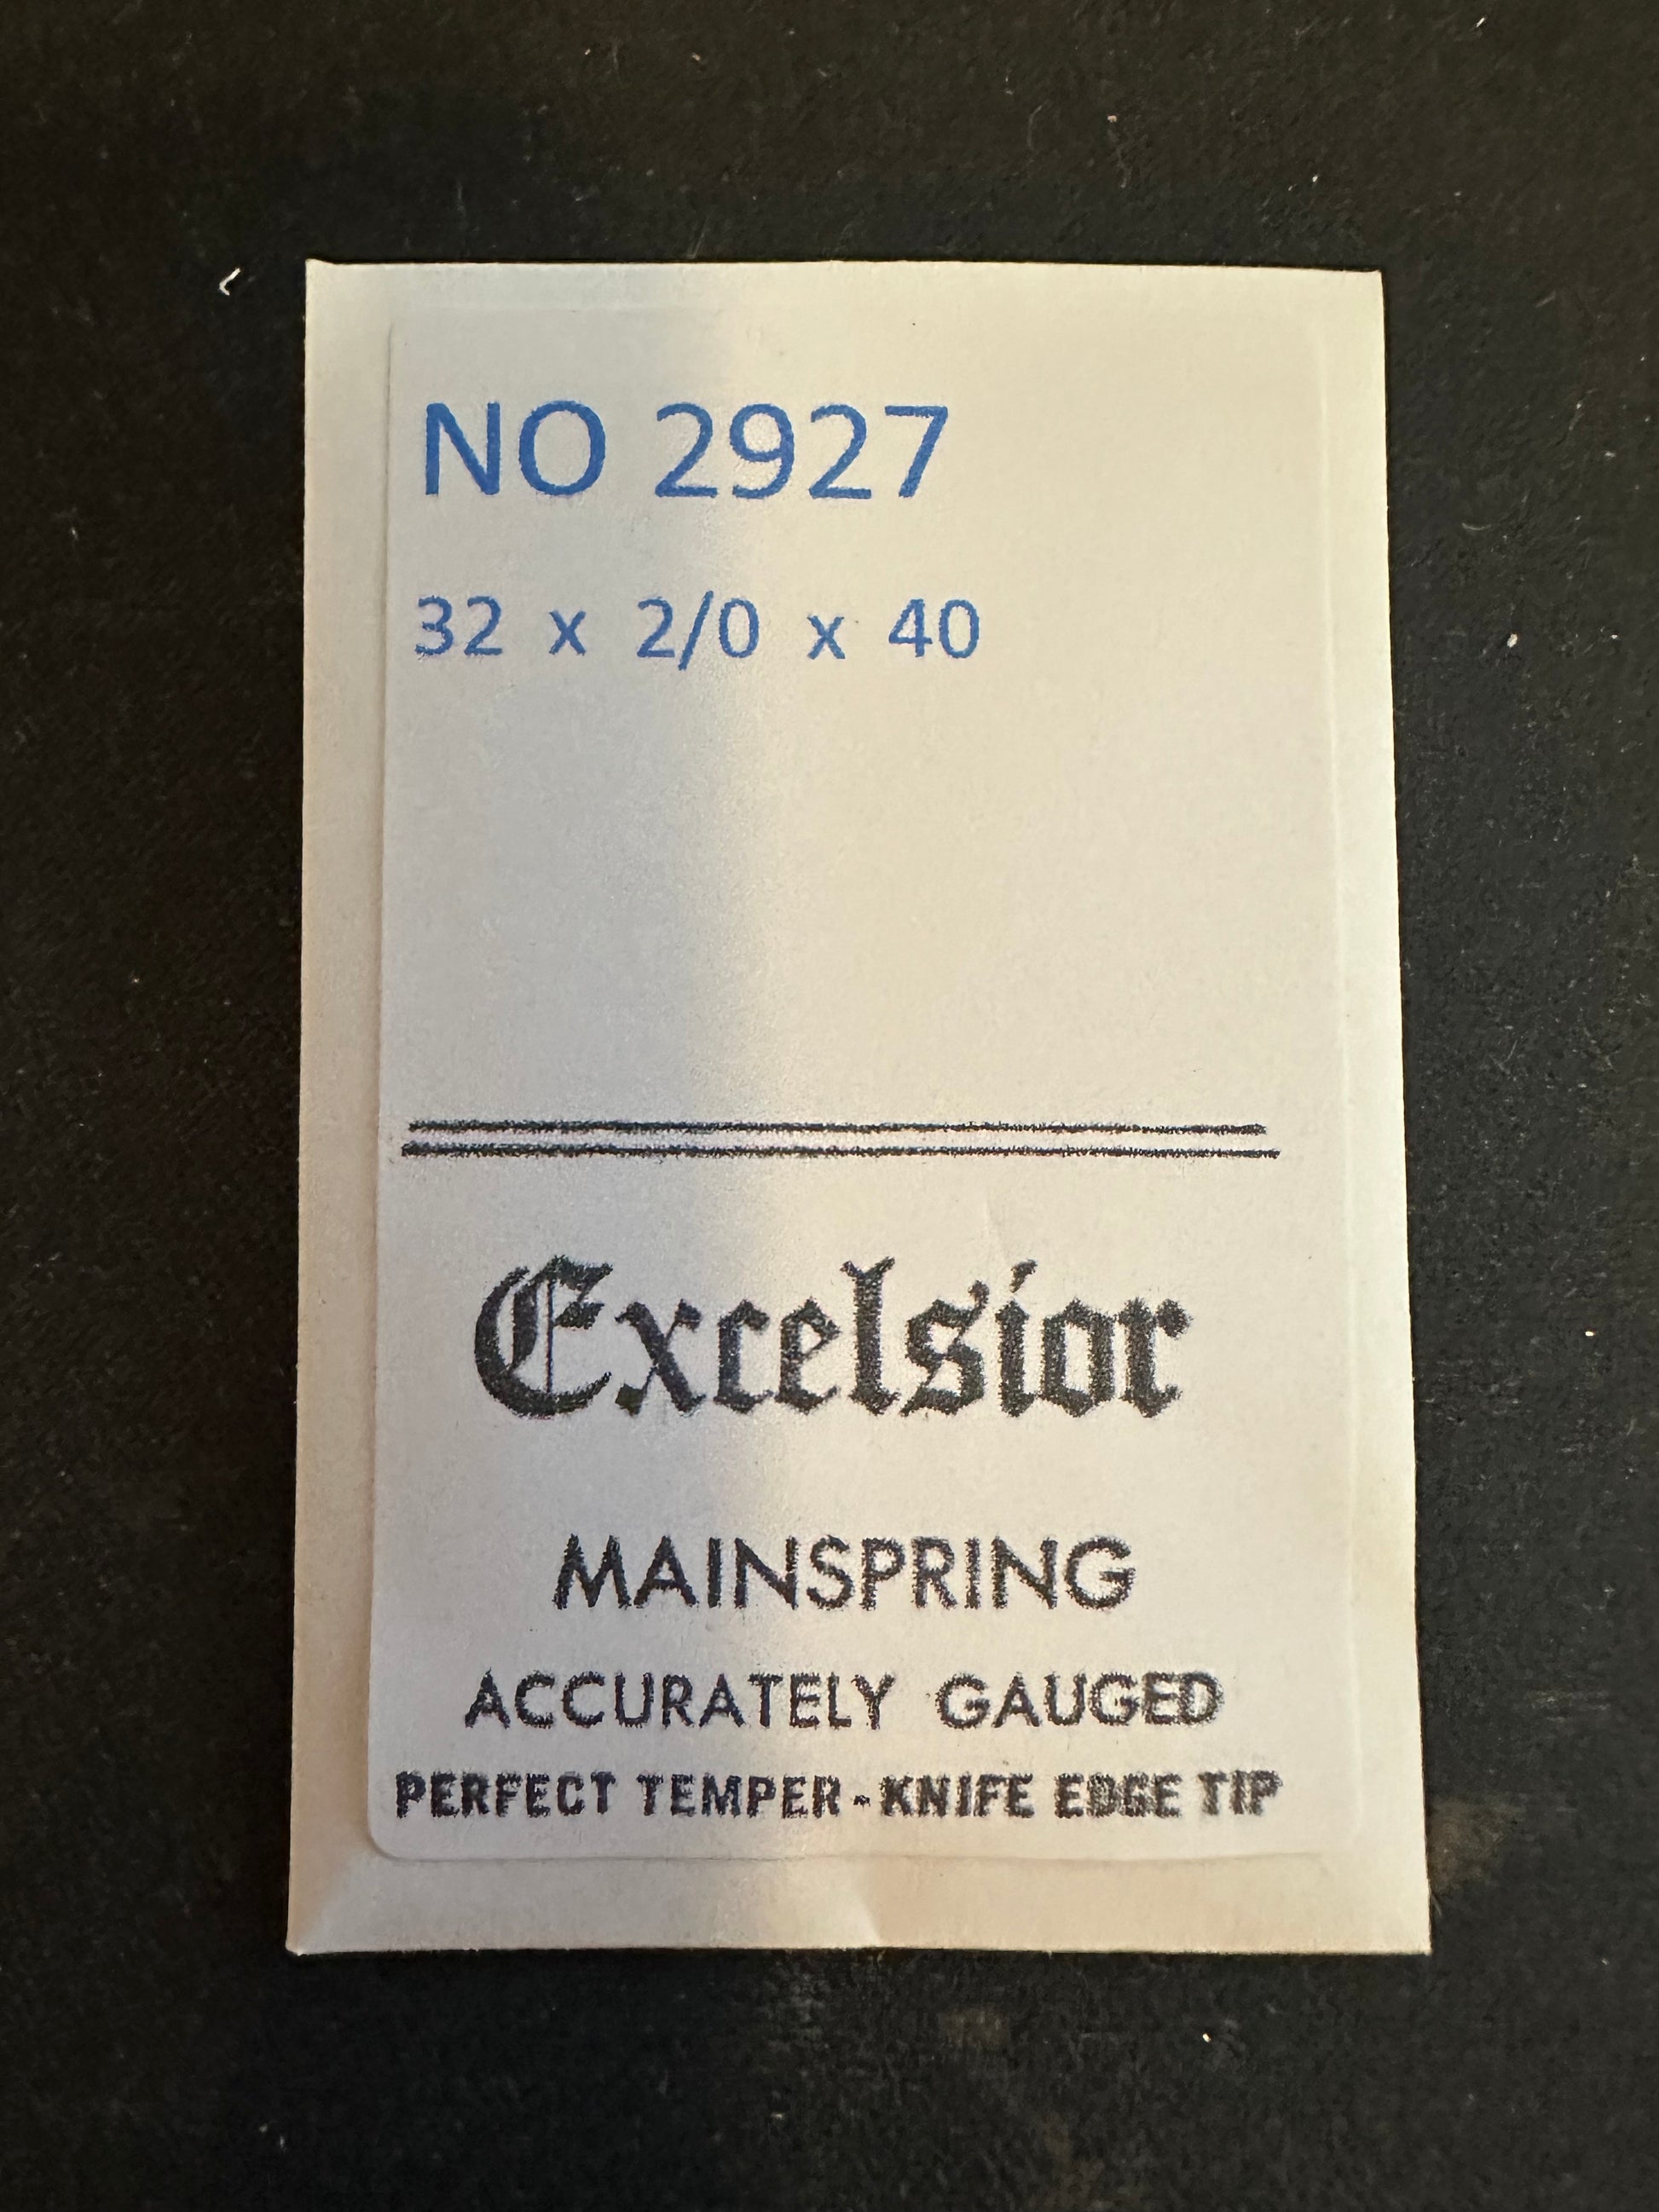 NO 2927
32 x 2/0 x 40
Excelsior
MAINSPRING
ACCURATELY GAUGED
PERFECT TEMPER-KNIFE EDGE TIP